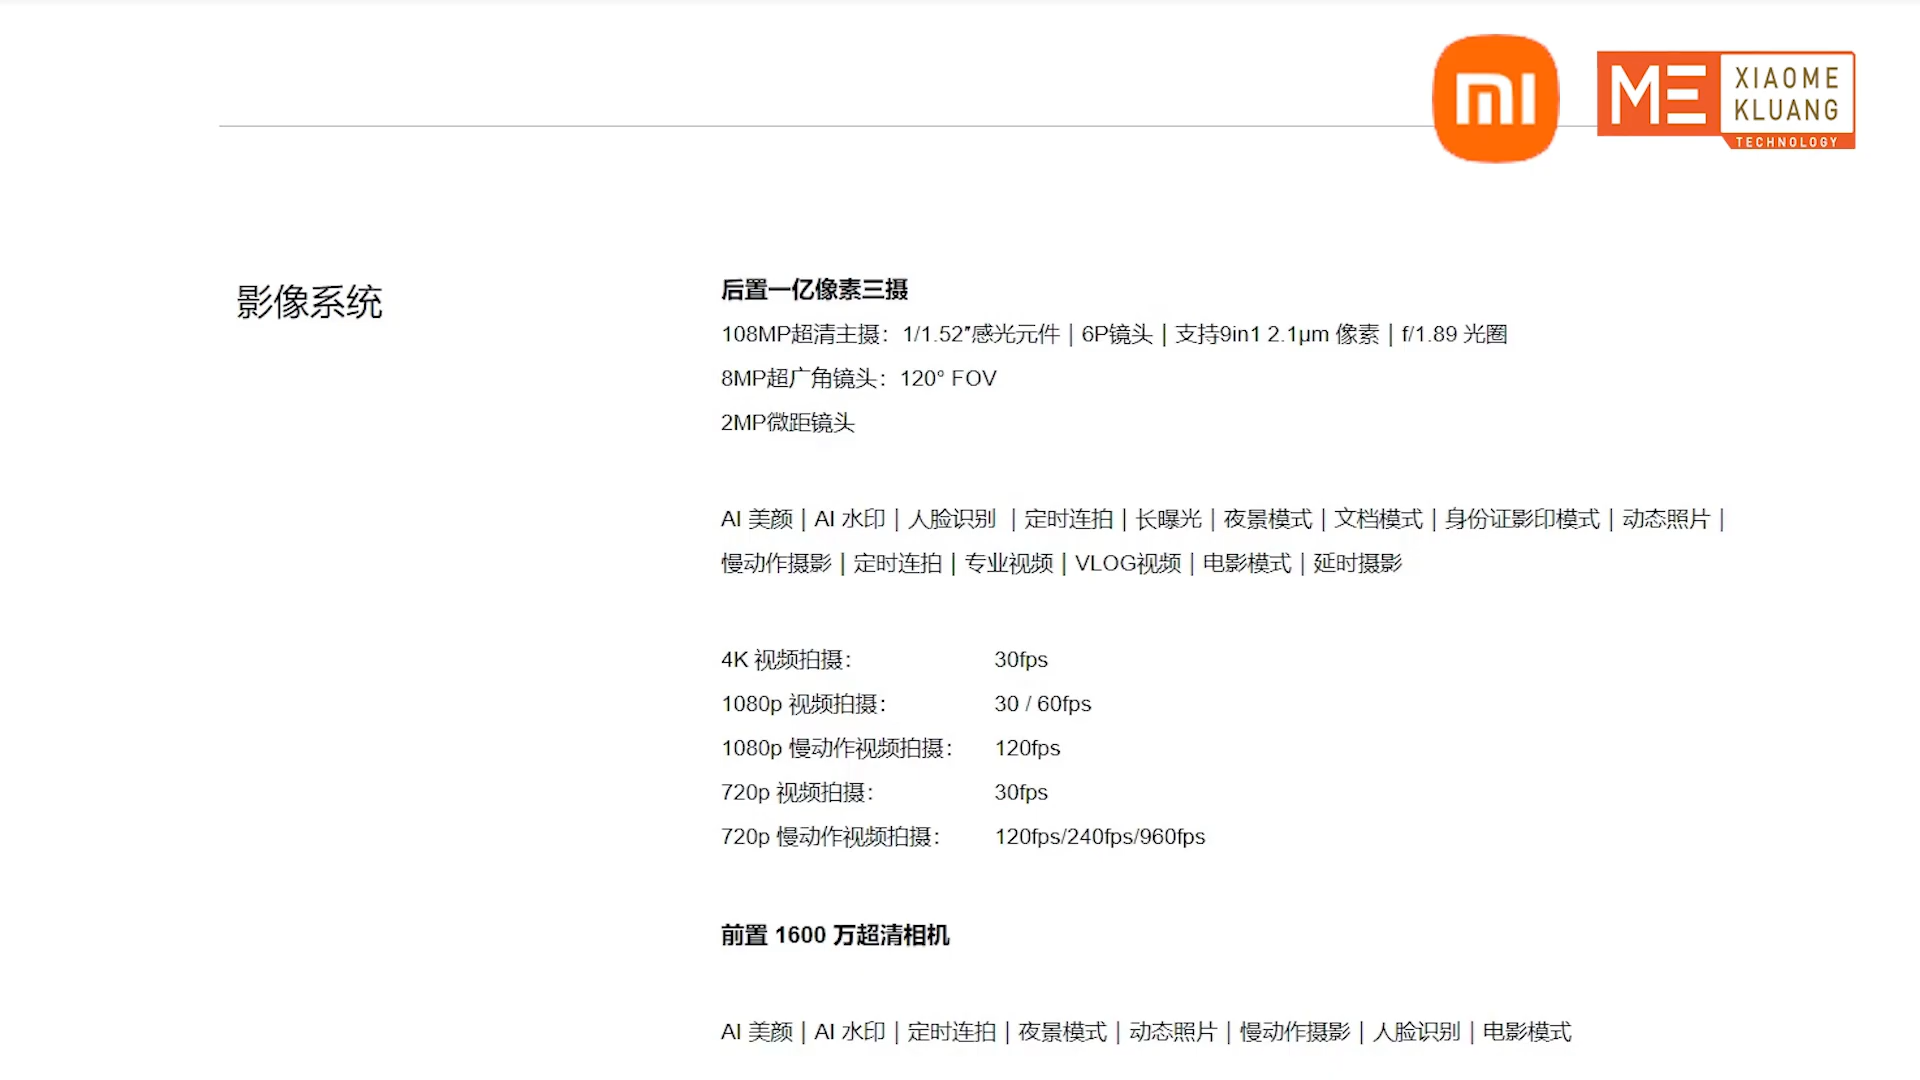 mi
ME XIAOME
KLUANG
TECHNOLOGY
影像系统
后置一亿像素三摄
108MP超清主摄：1/1.52″感光元件｜6P镜头｜支持9in1 2.1μm 像素｜f/1.89 光圈
8MP超广角镜头：120° FOV
2MP微距镜头
AI 美颜｜AI 水印｜人脸识别 ｜定时连拍｜长曝光｜夜景模式｜文档模式｜身份证影印模式｜动态照片｜
慢动作摄影｜定时连拍｜专业视频｜VLOG视频｜电影模式｜延时摄影
4K 视频拍摄： 30fps
1080p 视频拍摄： 30 / 60fps
1080p 慢动作视频拍摄： 120fps
720p 视频拍摄： 30fps
720p 慢动作视频拍摄： 120fps/240fps/960fps
前置 1600 万超清相机
AI 美颜｜AI 水印｜定时连拍｜夜景模式｜动态照片｜慢动作摄影｜人脸识别｜电影模式